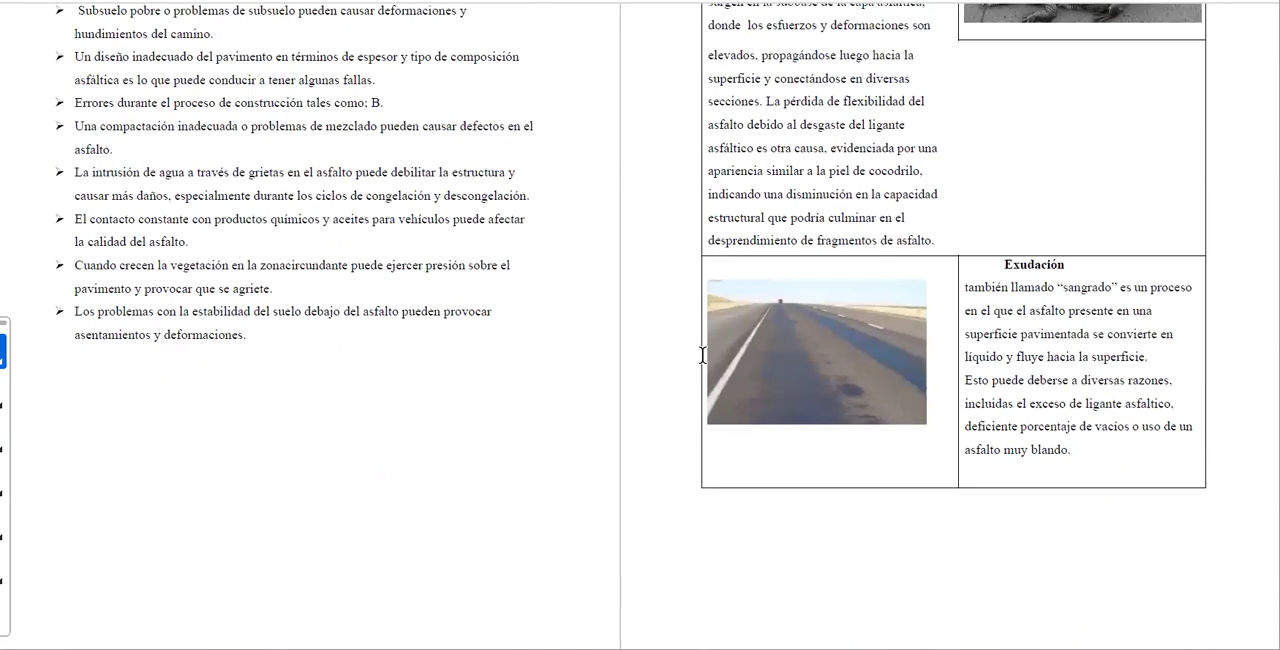 Subsuelo pobre o problemas de subsuelo pueden causar deformaciones y
hundimientos del camino.
Un diseño inadecuado del pavimento en términos de espesor y tipo de composición
asfáltica es lo que puede conducir a tener algunas fallas.
Errores durante el proceso de construcción tales como; B.
Una compactación inadecuada o problemas de mezclado pueden causar defectos en el
asfalto.
La intrusión de agua a través de grietas en el asfalto puede debilitar la estructura y
causar más daños, especialmente durante los ciclos de congelación y descongelación.
El contacto constante con productos químicos y aceites para vehículos puede afectar
la calidad del asfalto.
Cuando crecen la vegetación en la zonacircundante puede ejercer presión sobre el
pavimento y provocar que se agriete.
Los problemas con la estabilidad del suelo debajo del asfalto pueden provocar
asentamientos y deformaciones.
surgen en la subbase de la capa asfáltica,
donde los esfuerzos y deformaciones son
elevados, propagándose luego hacia la
superficie y conectándose en diversas
secciones. La pérdida de flexibilidad del
asfalto debido al desgaste del ligante
asfáltico es otra causa, evidenciada por una
apariencia similar a la piel de cocodrilo,
indicando una disminución en la capacidad
estructural que podría culminar en el
desprendimiento de fragmentos de asfalto.
Exudación
también llamado “sangrado” es un proceso
en el que el asfalto presente en una
superficie pavimentada se convierte en
líquido y fluye hacia la superficie.
Esto puede deberse a diversas razones,
incluidas el exceso de ligante asfaltico,
deficiente porcentaje de vacíos o uso de un
asfalto muy blando.